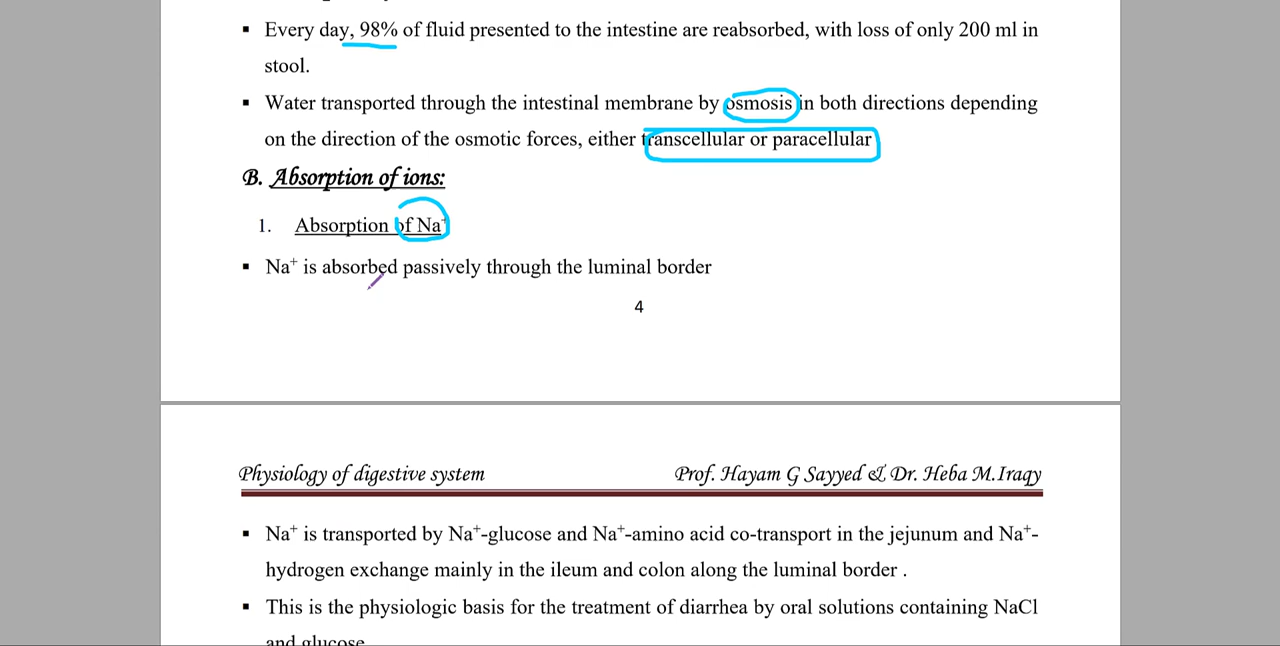 ▪ Every day, 98% of fluid presented to the intestine are reabsorbed, with loss of only 200 ml in
stool.
▪ Water transported through the intestinal membrane by osmosis in both directions depending
on the direction of the osmotic forces, either transcellular or paracellular
B. Absorption of ions:
1. Absorption of Na⁺
▪ Na⁺ is absorbed passively through the luminal border
4
Physiology of digestive system Prof. Hayam G Sayyed & Dr. Heba M.Iraqy
▪ Na⁺ is transported by Na⁺-glucose and Na⁺-amino acid co-transport in the jejunum and Na⁺-
hydrogen exchange mainly in the ileum and colon along the luminal border .
▪ This is the physiologic basis for the treatment of diarrhea by oral solutions containing NaCl
and glucose